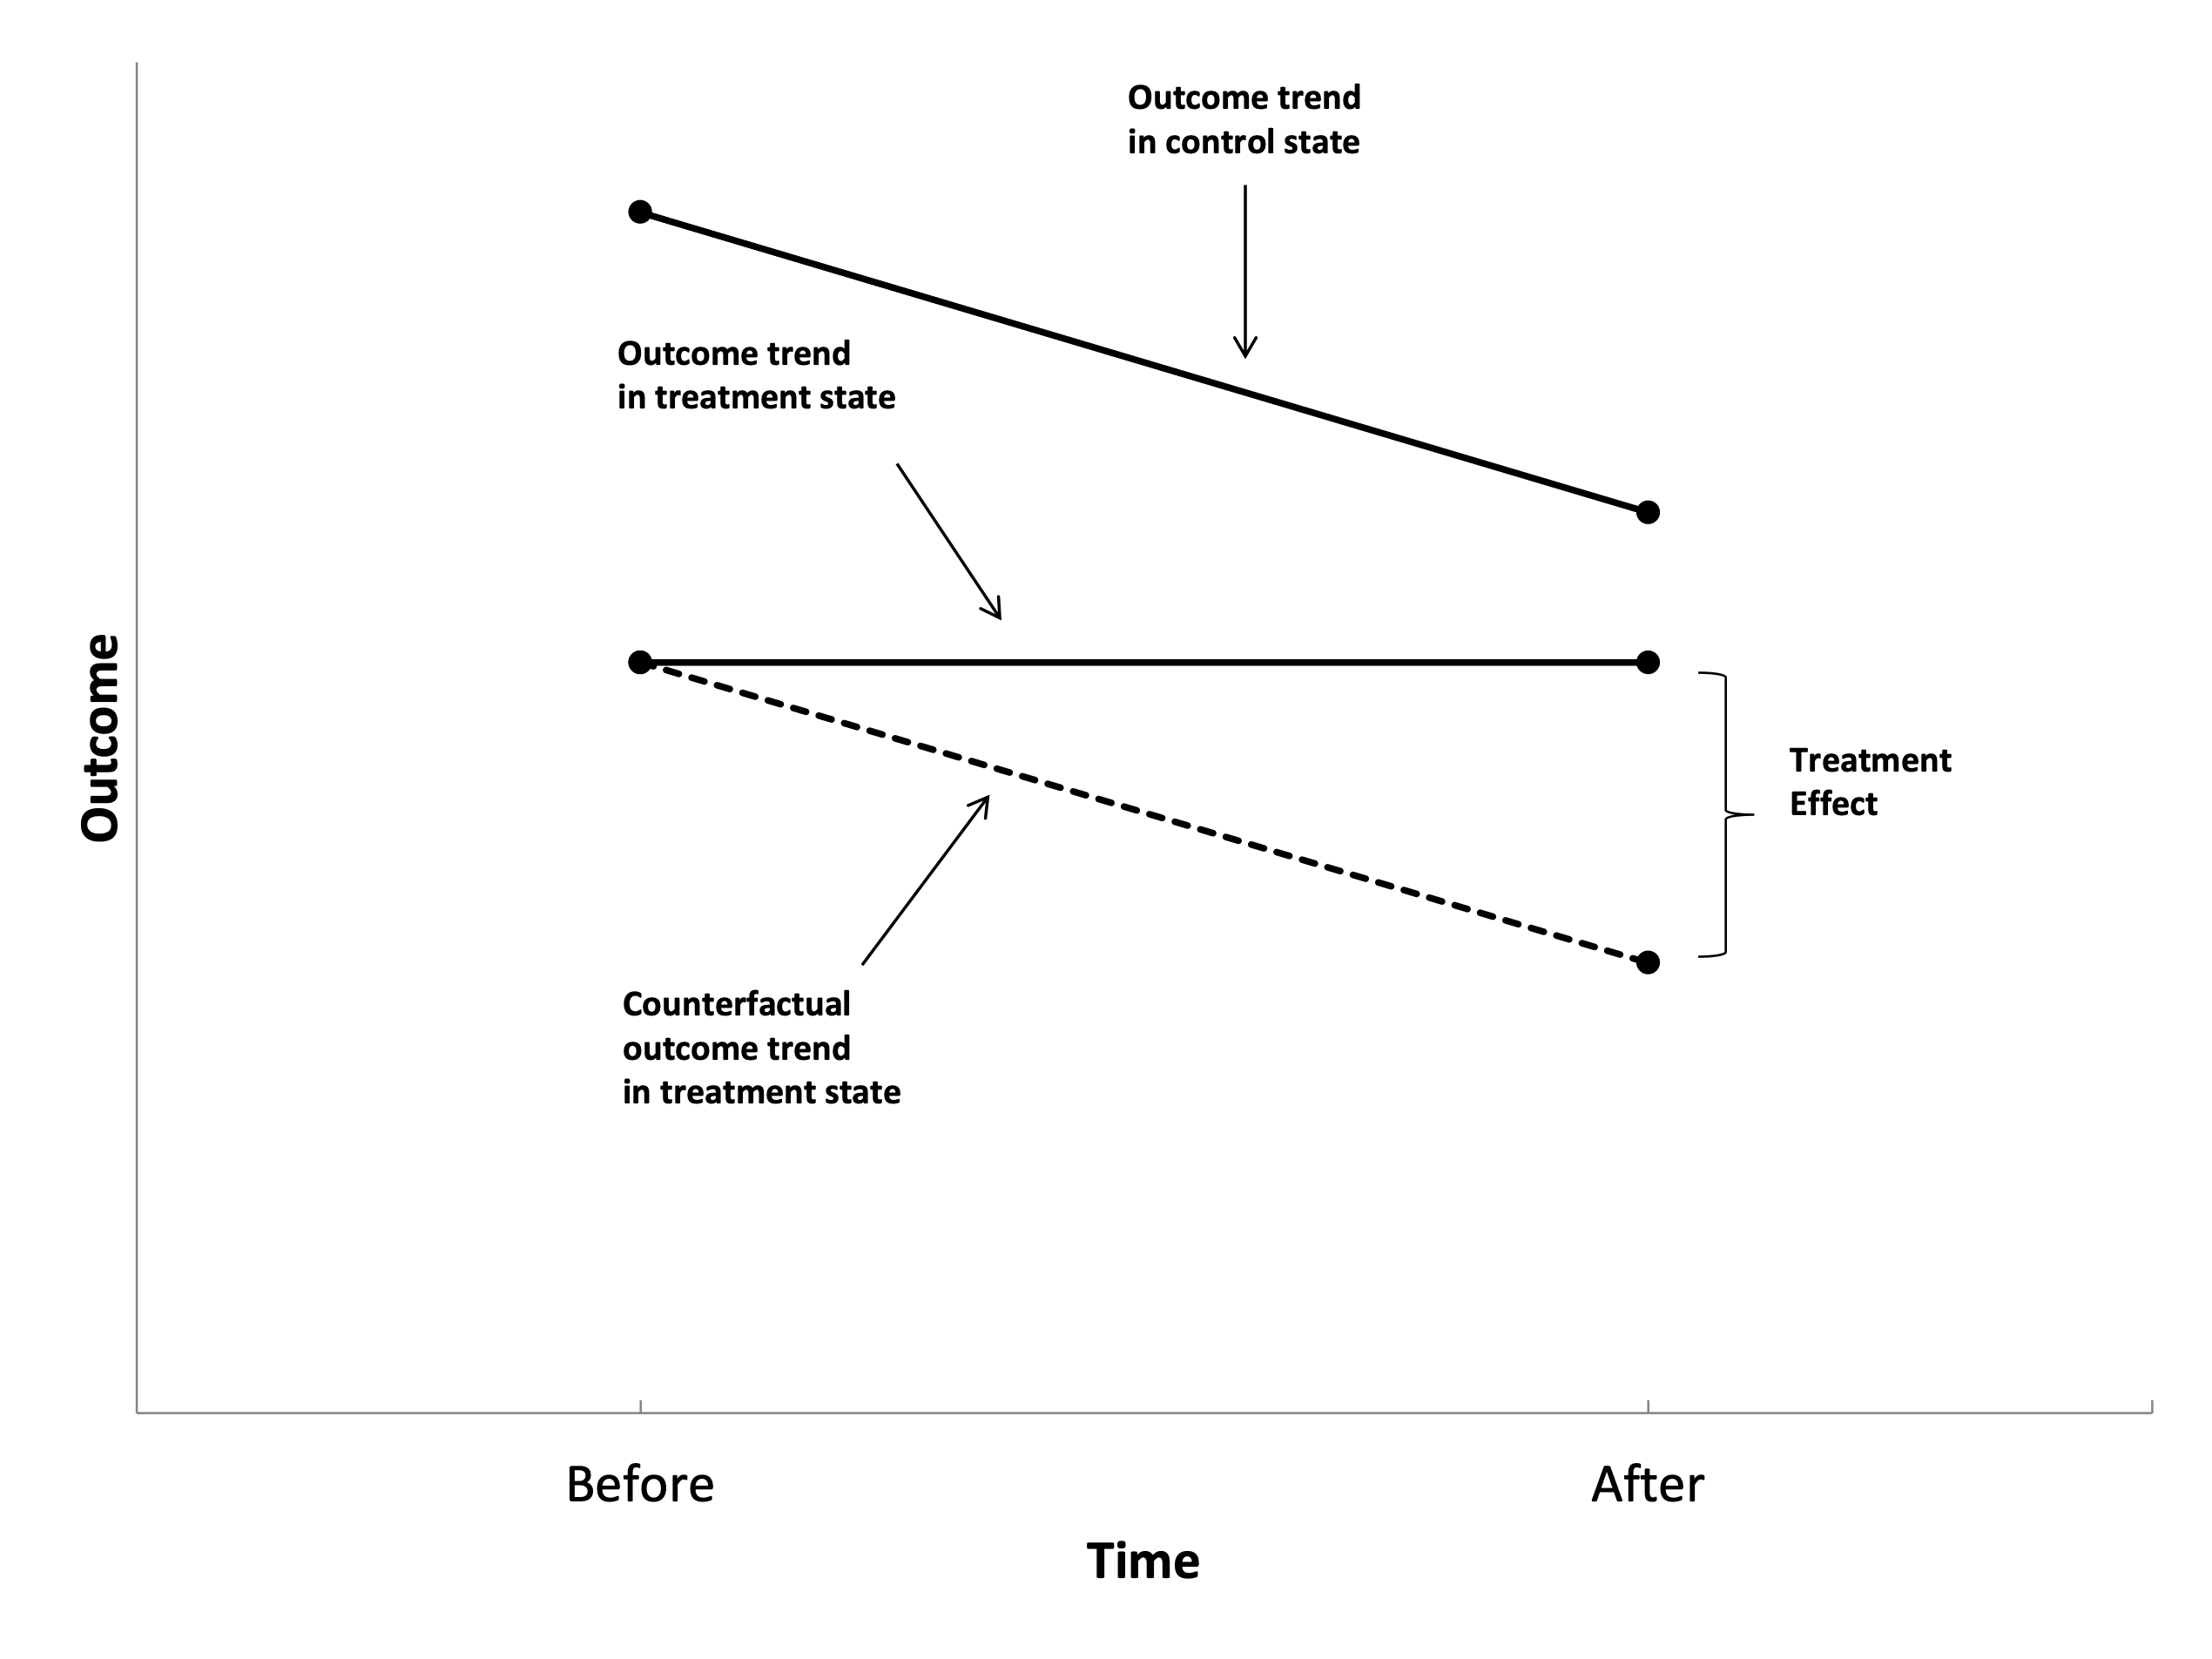 Outcome trend
in control state
Outcome trend
in treatment state
Outcome
Treatment
Effect
Counterfactual
outcome trend
in treatment state
Before
After
Time